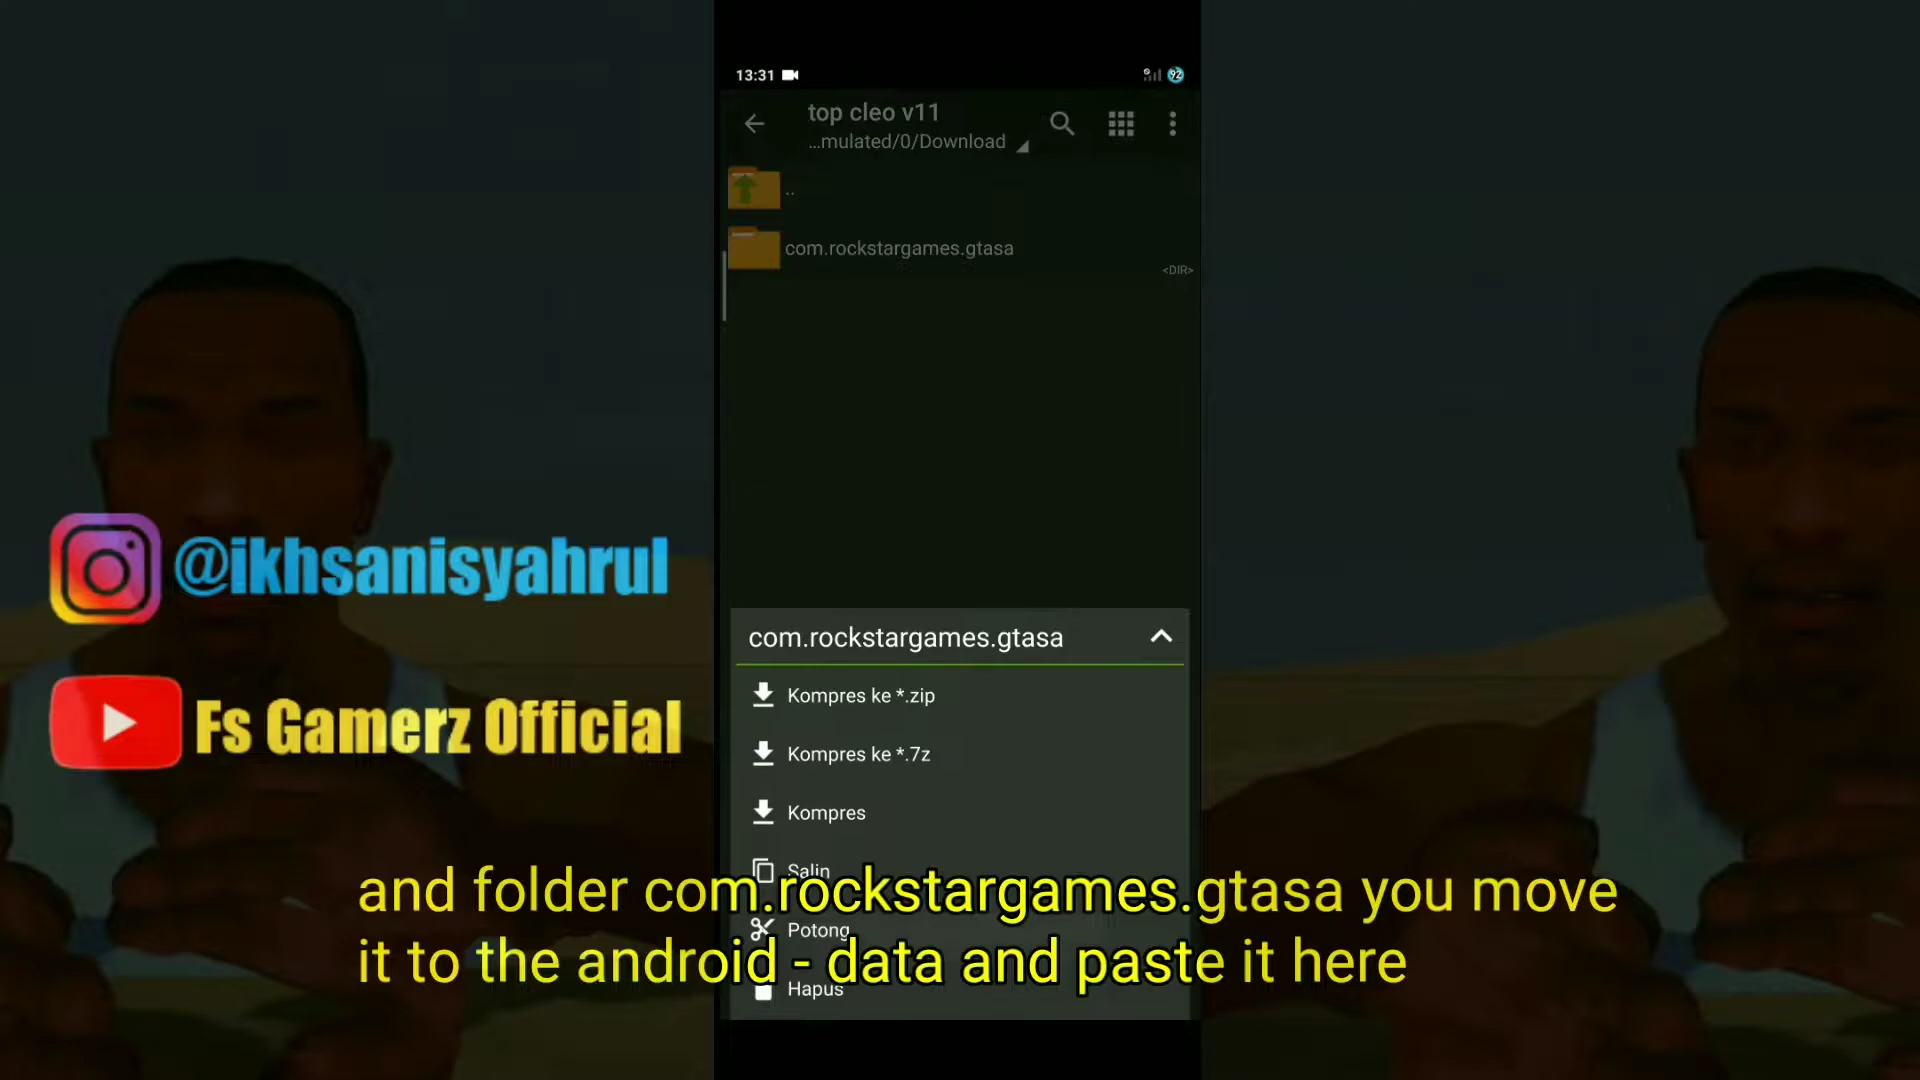 13:31
92
top cleo v11
...mulated/0/Download
..
com.rockstargames.gtasa
<DIR>
com.rockstargames.gtasa
Kompres ke *.zip
Kompres ke *.7z
Kompres
Salin
Potong
Hapus
@ikhsanisyahrul
Fs Gamerz Official
and folder com.rockstargames.gtasa you move
it to the android - data and paste it here